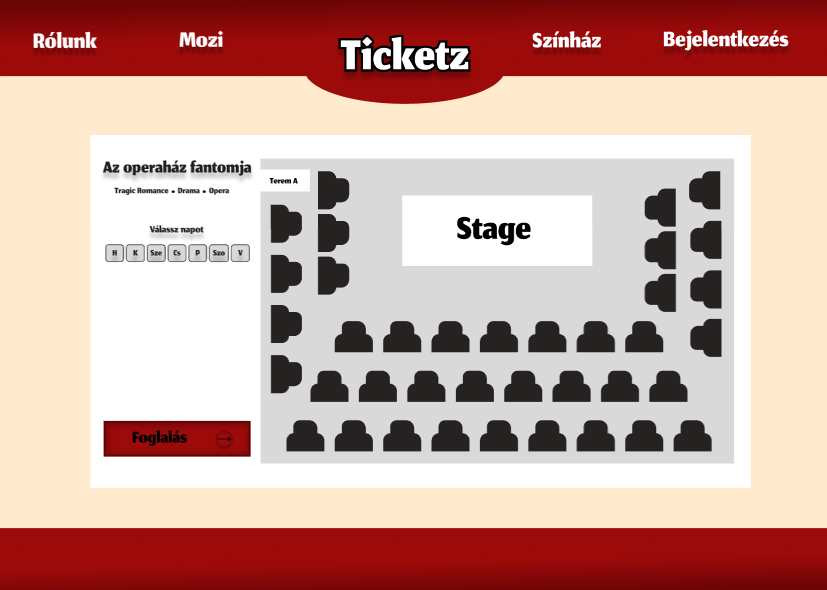 Rólunk
Mozi
Ticketz
Színház
Bejelentkezés
Az operaház fantomja
Tragic Romance • Drama • Opera
Válassz napot
H K Sze Cs P Szo V
Foglalás
Terem A
Stage